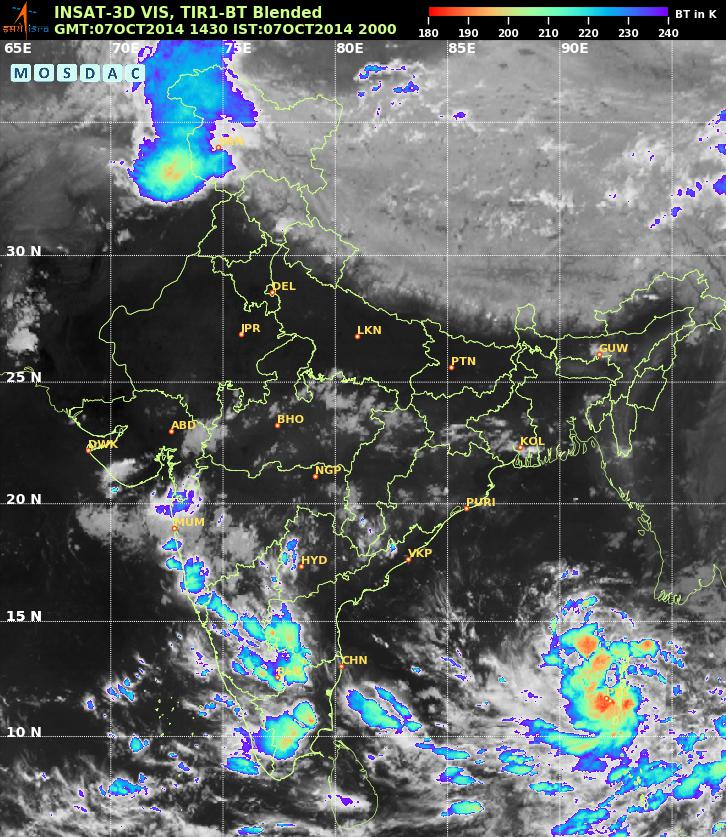 INSAT-3D VIS, TIR1-BT Blended
GMT:07OCT2014 1430 IST:07OCT2014 2000
BT in K
180 190 200 210 220 230 240
65E 70E 75E 80E 85E 90E
M O S D A C
30 N
DEL
JPR
LKN
GUW
PTN
25 N
BHO
ABD
KOL
DWK
NGP
20 N
PURI
MUM
VKP
HYD
15 N
CHN
10 N